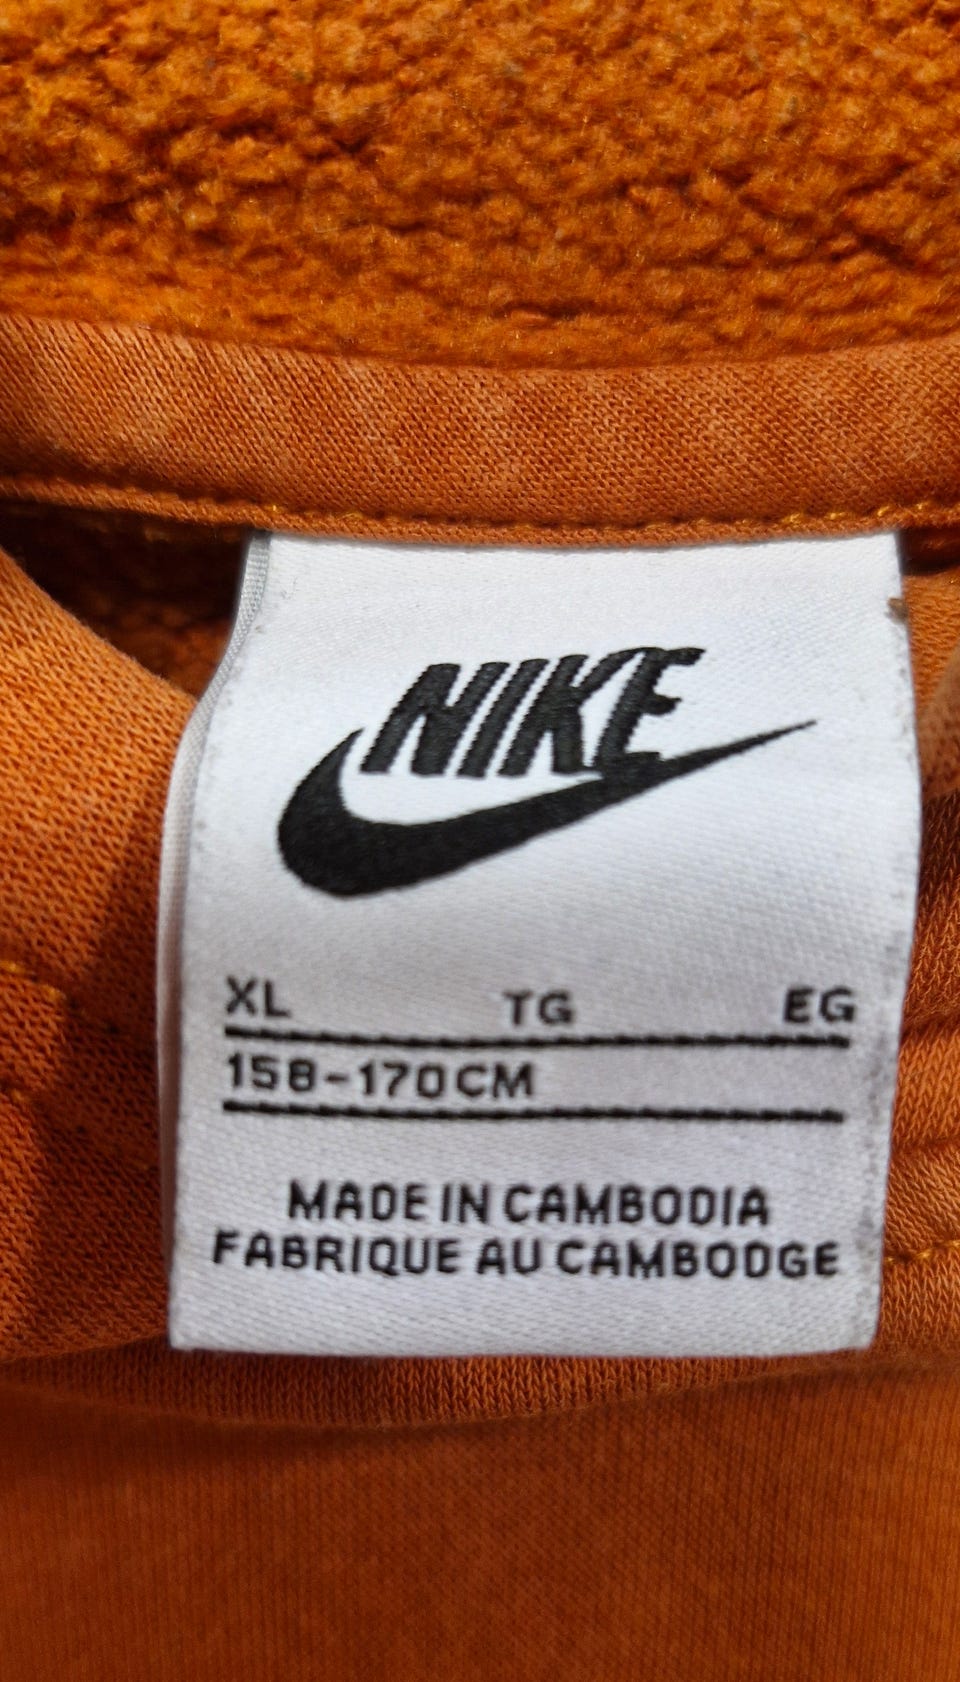 NIKE
XL TG EG
158-170CM
MADE IN CAMBODIA
FABRIQUE AU CAMBODGE